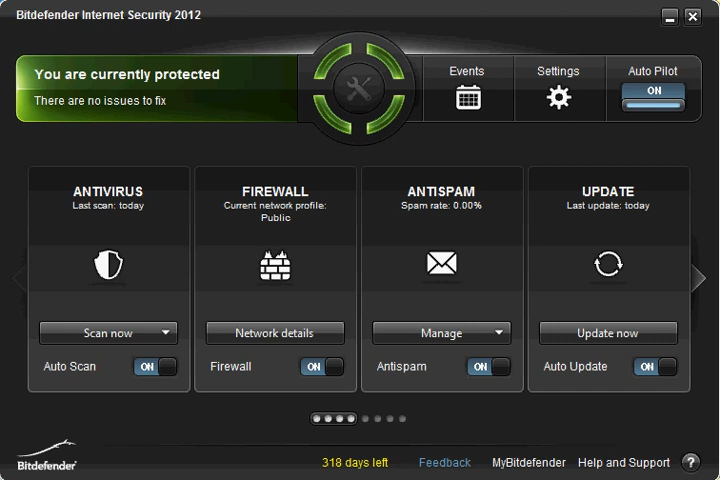 Bitdefender Internet Security 2012
You are currently protected
There are no issues to fix
Events
Settings
Auto Pilot
ON
ANTIVIRUS
Last scan: today
Scan now
Auto Scan
ON
FIREWALL
Current network profile:
Public
Network details
Firewall
ON
ANTISPAM
Spam rate: 0.00%
Manage
Antispam
ON
UPDATE
Last update: today
Update now
Auto Update
ON
Bitdefender
318 days left
Feedback
MyBitdefender
Help and Support
?